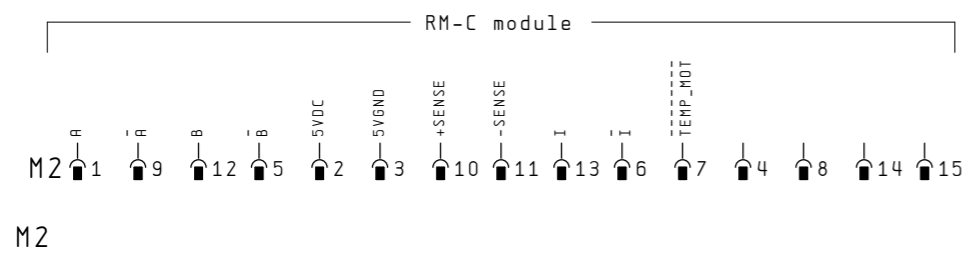 RM-C module
A A̅ B B̅ 5VDC 5VGND +SENSE -SENSE I I̅ T̅E̅M̅P̅_̅M̅O̅T̅
M2 1 9 12 5 2 3 10 11 13 6 7 4 8 14 15
M2